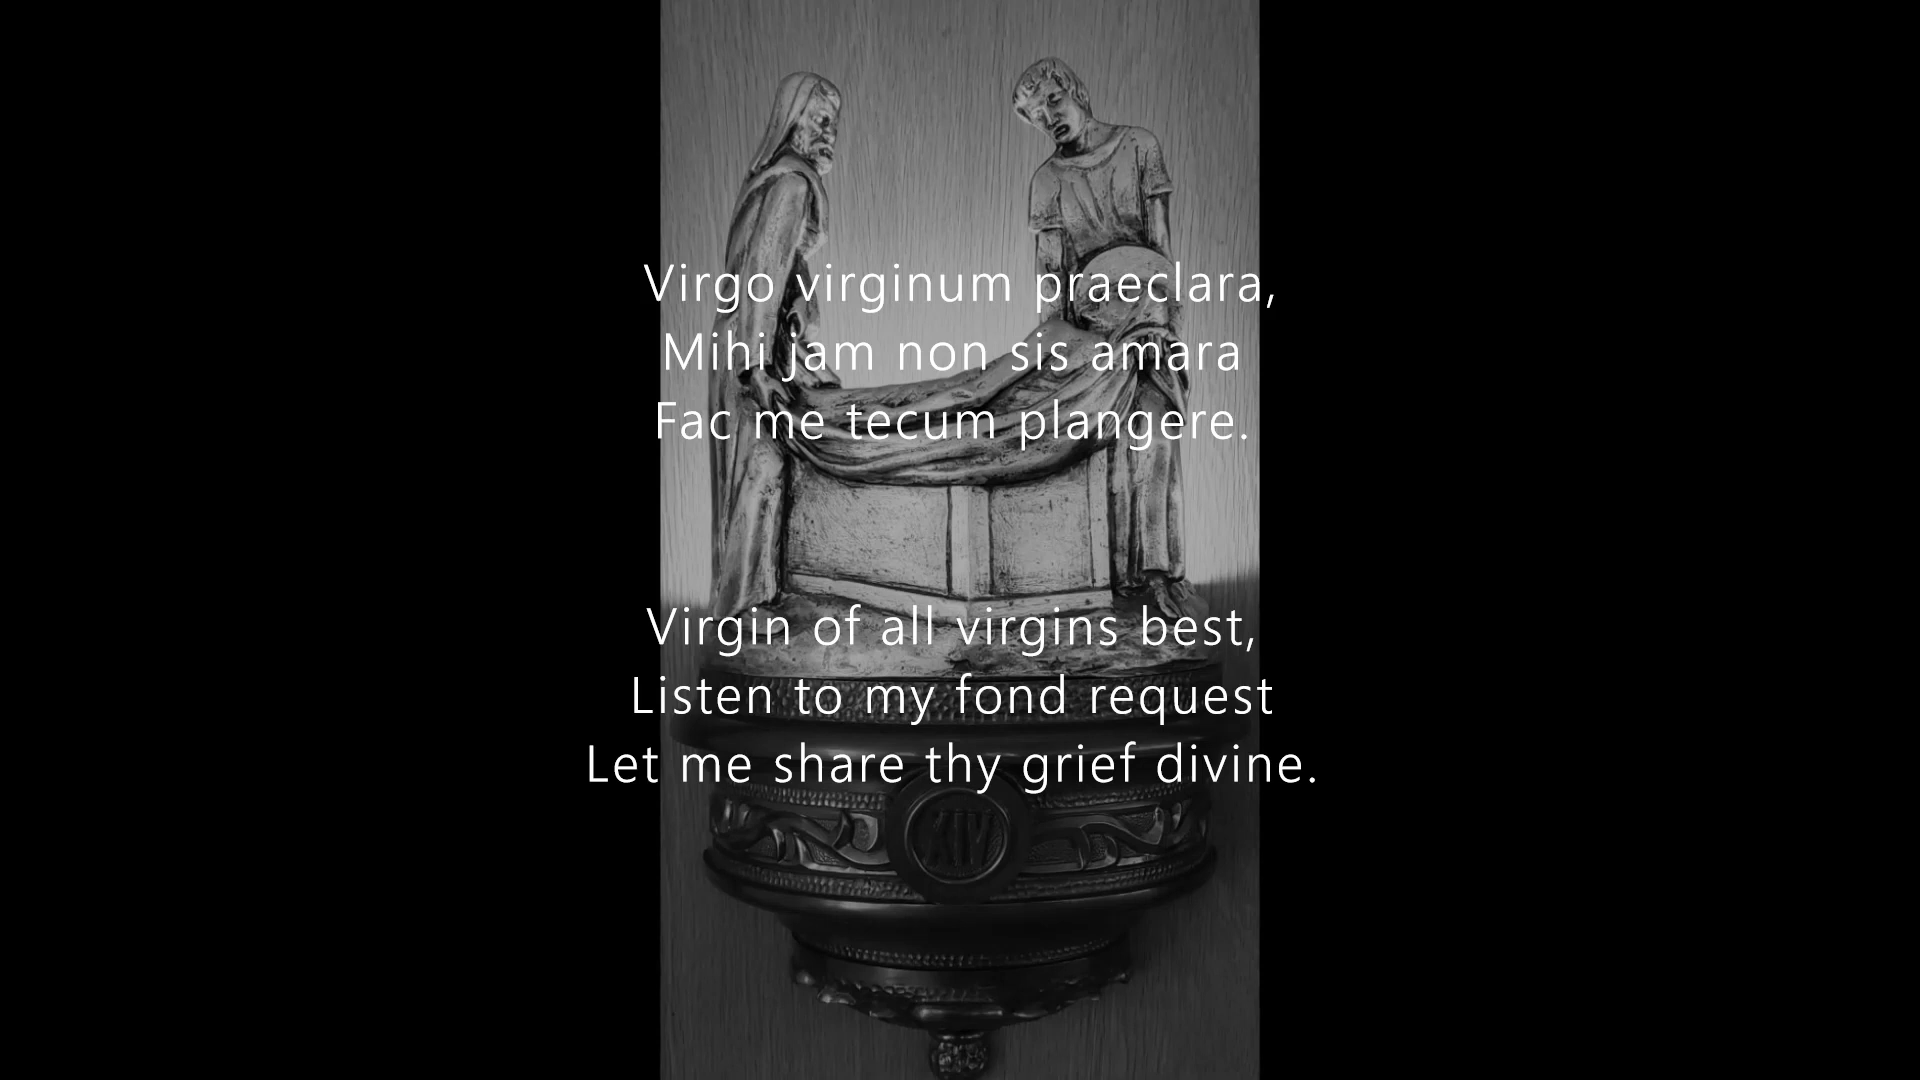 Virgo virginum praeclara,
Mihi jam non sis amara
Fac me tecum plangere.
Virgin of all virgins best,
Listen to my fond request
Let me share thy grief divine.
XIV